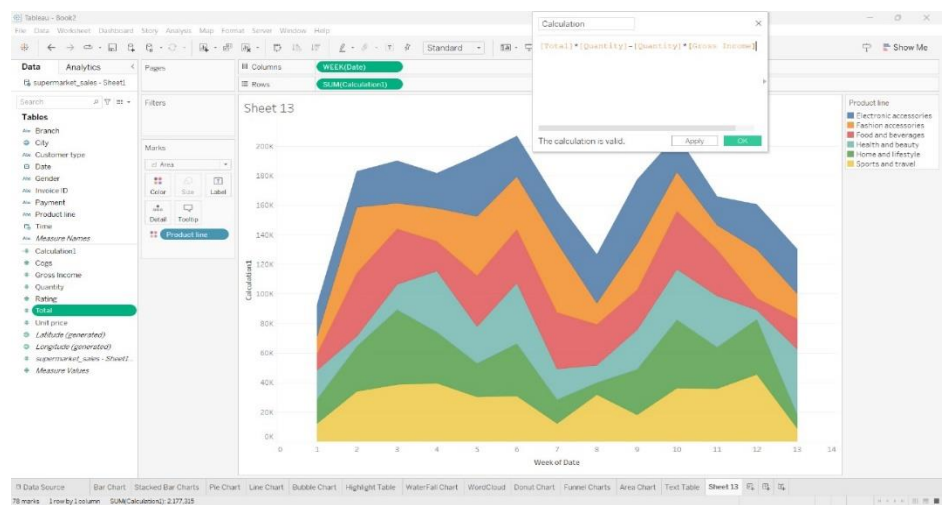 Tableau - Book2
File Data Worksheet Dashboard Story Analysis Map Format Server Window Help
Standard
Show Me
Data Analytics
supermarket_sales - Sheet1
Search
Tables
Abc Branch
City
Abc Customer type
Date
Abc Gender
Abc Invoice ID
Abc Payment
Abc Product line
Time
Abc Measure Names
Calculation1
Cogs
Gross Income
Quantity
Rating
Total
Unit price
Latitude (generated)
Longitude (generated)
supermarket_sales - Sheet1...
Measure Values
Pages
Filters
Marks
Area
Color Size Label
Detail Tooltip
Product line
Columns WEEK(Date)
Rows SUM(Calculation1)
Calculation
[Total]*[Quantity]-[Quantity]*[Gross Income]
The calculation is valid. Apply OK
Sheet 13
Calculation1
200K
180K
160K
140K
120K
100K
80K
60K
40K
20K
0K
0 1 2 3 4 5 6 7 8 9 10 11 12 13 14
Week of Date
Product line
Electronic accessories
Fashion accessories
Food and beverages
Health and beauty
Home and lifestyle
Sports and travel
Data Source Bar Chart Stacked Bar Charts Pie Chart Line Chart Bubble Chart Highlight Table WaterFall Chart WordCloud Donut Chart Funnel Charts Area Chart Text Table Sheet 13
78 marks 1 row by 1 column SUM(Calculation1): 2,177,315